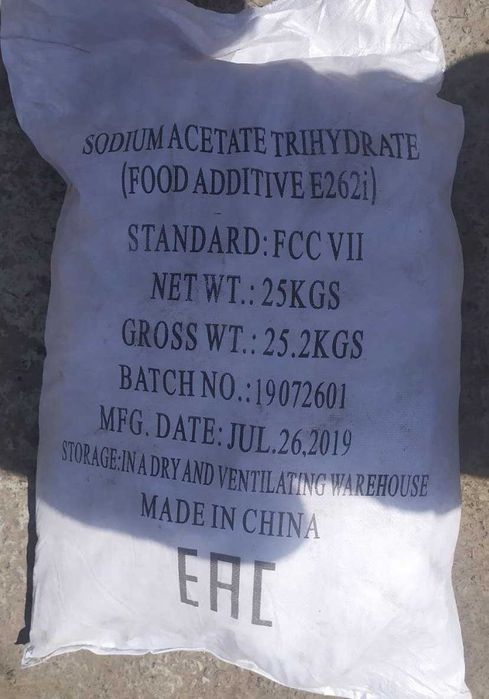 SODIUM ACETATE TRIHYDRATE
(FOOD ADDITIVE E262i)
STANDARD: FCC VII
NET WT.: 25KGS
GROSS WT.: 25.2KGS
BATCH NO.: 19072601
MFG. DATE: JUL.26,2019
STORAGE:IN A DRY AND VENTILATING WAREHOUSE
MADE IN CHINA
EAC